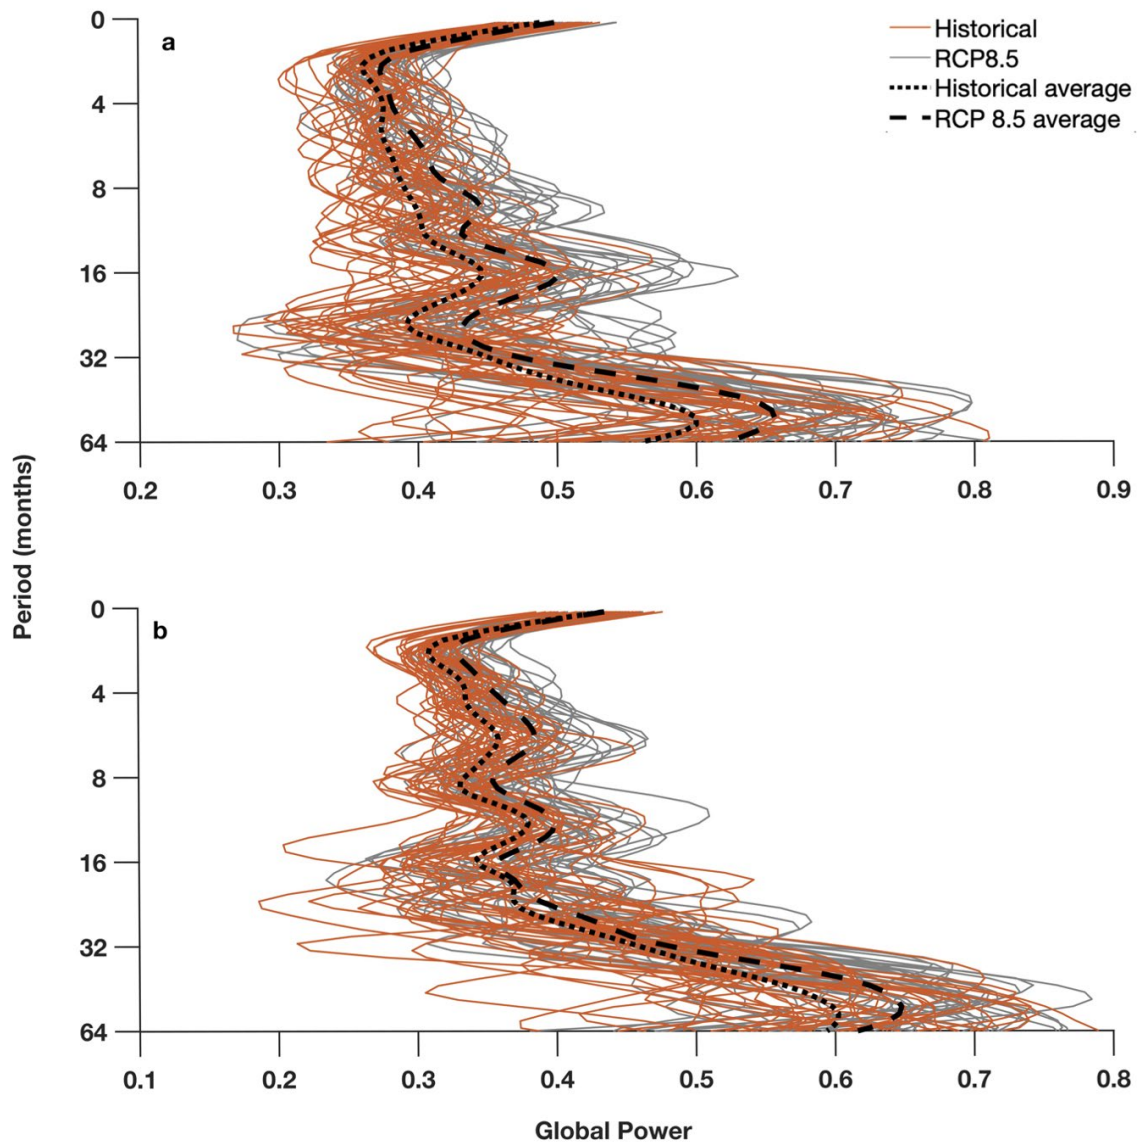 a
Historical
RCP8.5
Historical average
RCP 8.5 average
0
4
8
16
32
64
0.2 0.3 0.4 0.5 0.6 0.7 0.8 0.9
Period (months)
b
0
4
8
16
32
64
0.1 0.2 0.3 0.4 0.5 0.6 0.7 0.8
Global Power